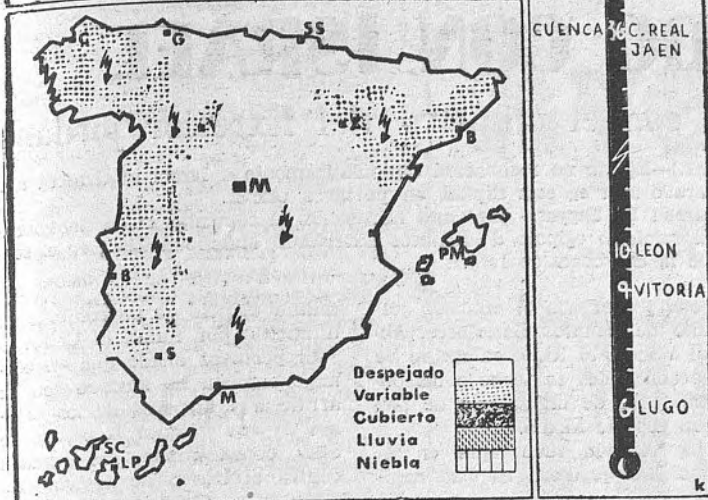 C
G
SS
V
Z
B
M
B
PM
S
M
SC
LP
Despejado
Variable
Cubierto
Lluvia
Niebla
CUENCA 36 C. REAL
JAEN
10 LEON
9 VITORIA
6 LUGO
k